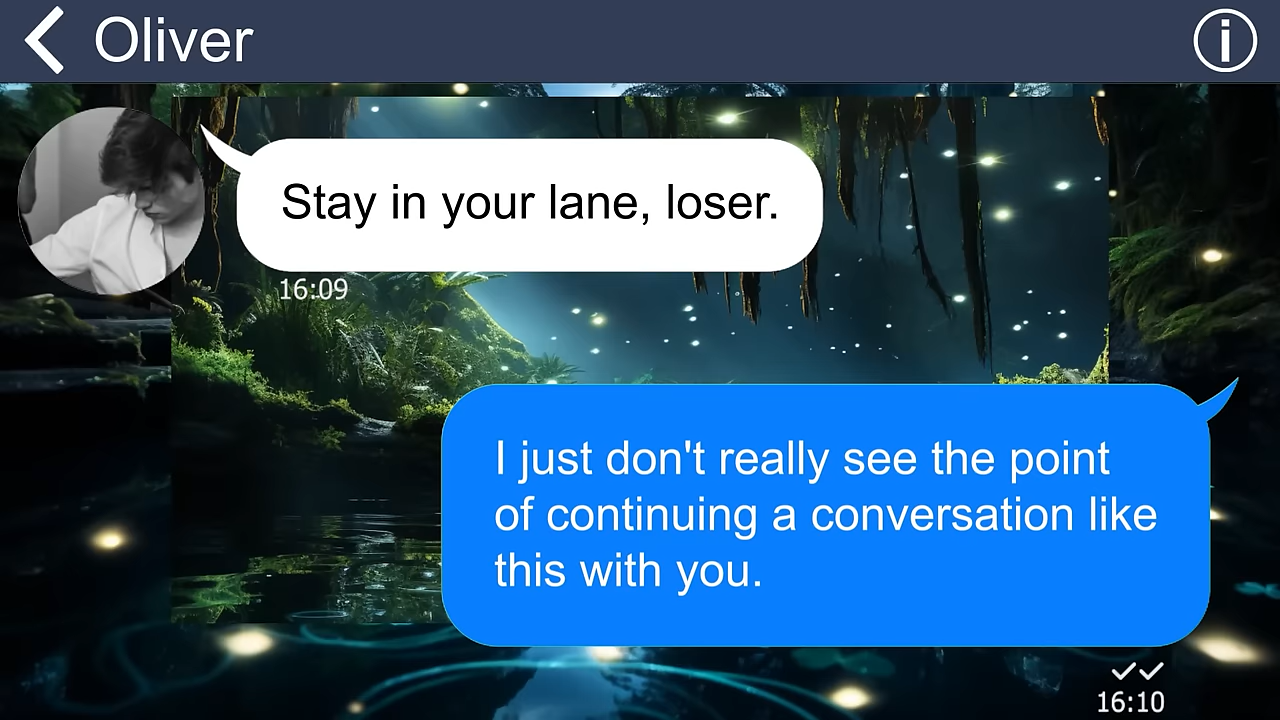 Oliver
Stay in your lane, loser.
16:09
I just don't really see the point
of continuing a conversation like
this with you.
16:10